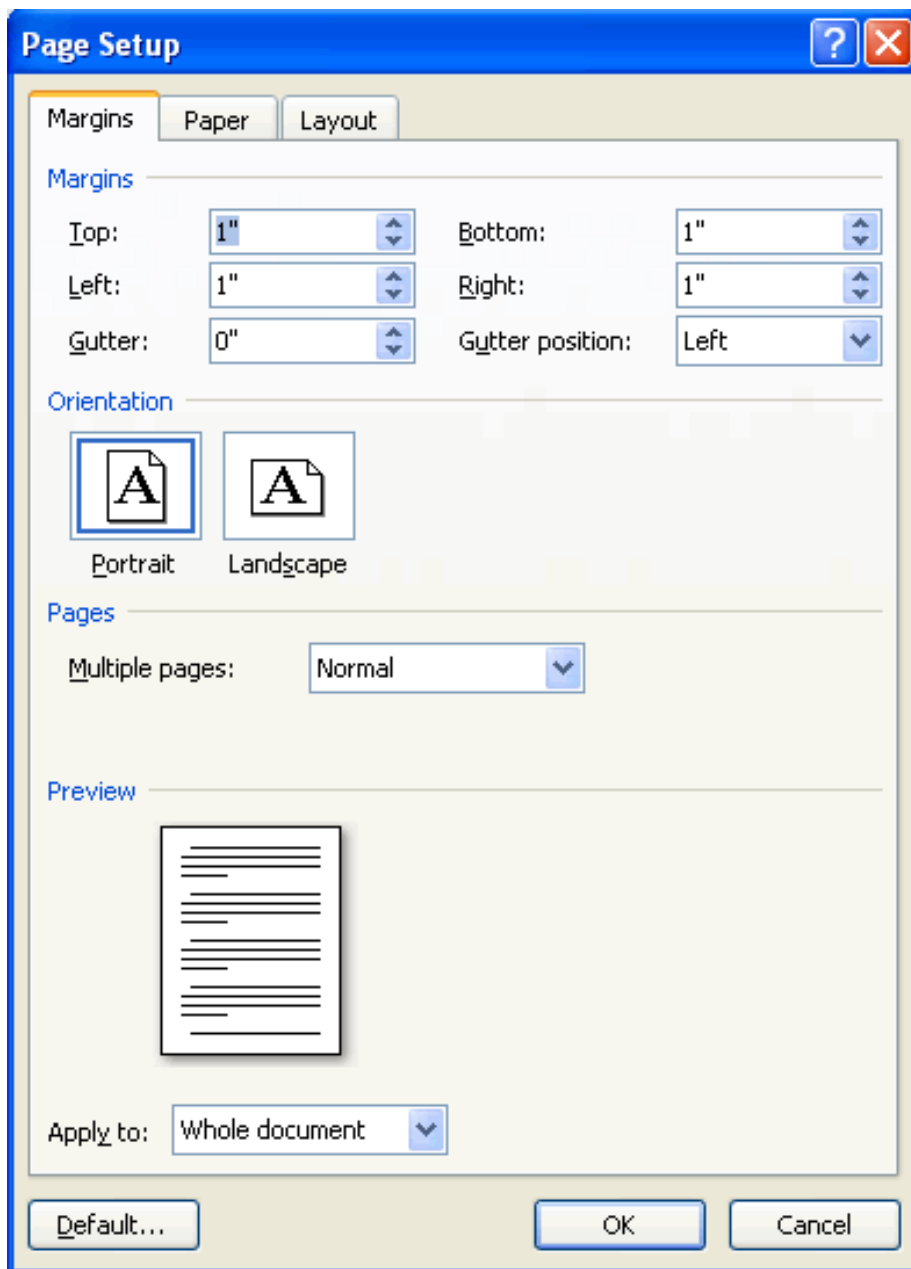 Page Setup
Margins Paper Layout
Margins
Top: 1" Bottom: 1"
Left: 1" Right: 1"
Gutter: 0" Gutter position: Left
Orientation
A A
Portrait Landscape
Pages
Multiple pages: Normal
Preview
Apply to: Whole document
Default... OK Cancel